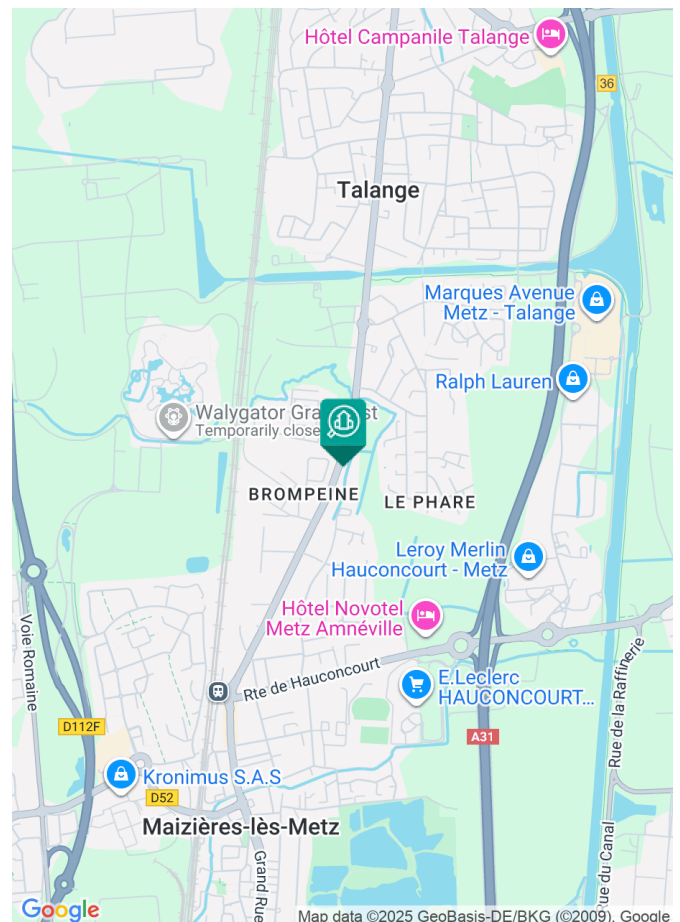 Hôtel Campanile Talange
36
Talange
Marques Avenue
Metz - Talange
Ralph Lauren
Walygator Gra
st
Temporarily close
BROMPEINE
LE PHARE
Leroy Merlin
Hauconcourt - Metz
Hôtel Novotel
Metz Amnéville
Voie Romaine
Rte de Hauconcourt
E.Leclerc
HAUCONCOURT...
Rue de la Raffinerie
D112F
A31
Kronimus S.A.S
D52
Maizières-lès-Metz
Grand Rue
Rue du Canal
Google
Map data ©2025 GeoBasis-DE/BKG (©2009), Google